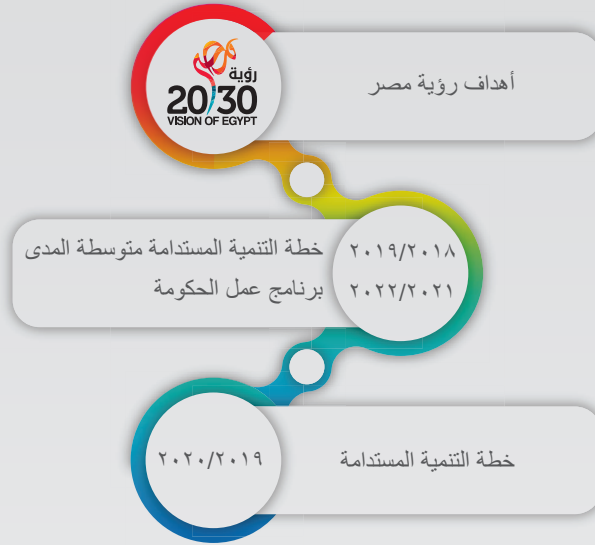 رؤية
20/30
VISION OF EGYPT
أهداف رؤية مصر
٢٠١٩/٢٠١٨
٢٠٢٢/٢٠٢١
خطة التنمية المستدامة متوسطة المدى
برنامج عمل الحكومة
خطة التنمية المستدامة
٢٠٢٠/٢٠١٩